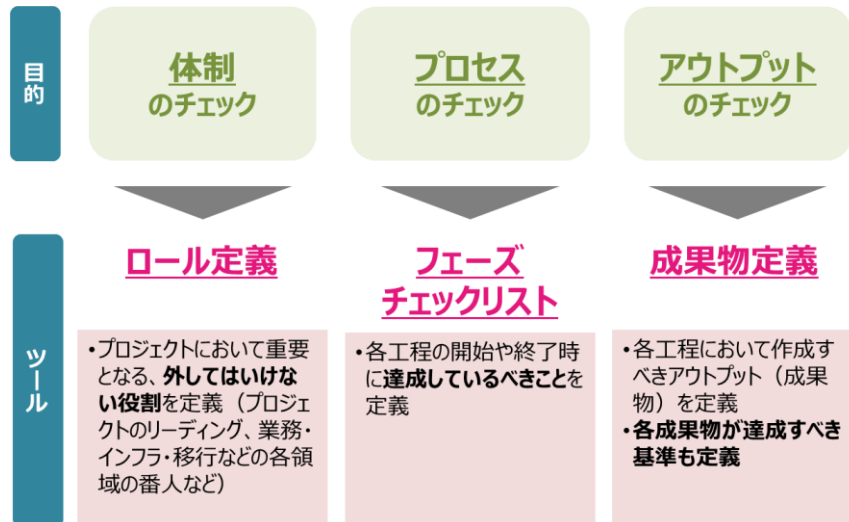 目的
体制
のチェック
プロセス
のチェック
アウトプット
のチェック
ツール
ロール定義
・プロジェクトにおいて重要
となる、外してはいけな
い役割を定義（プロジェ
クトのリーディング、業務・
インフラ・移行などの各領
域の番人など）
フェーズ
チェックリスト
・各工程の開始や終了時
に達成しているべきことを
定義
成果物定義
・各工程において作成す
べきアウトプット（成果
物）を定義
・各成果物が達成すべき
基準も定義